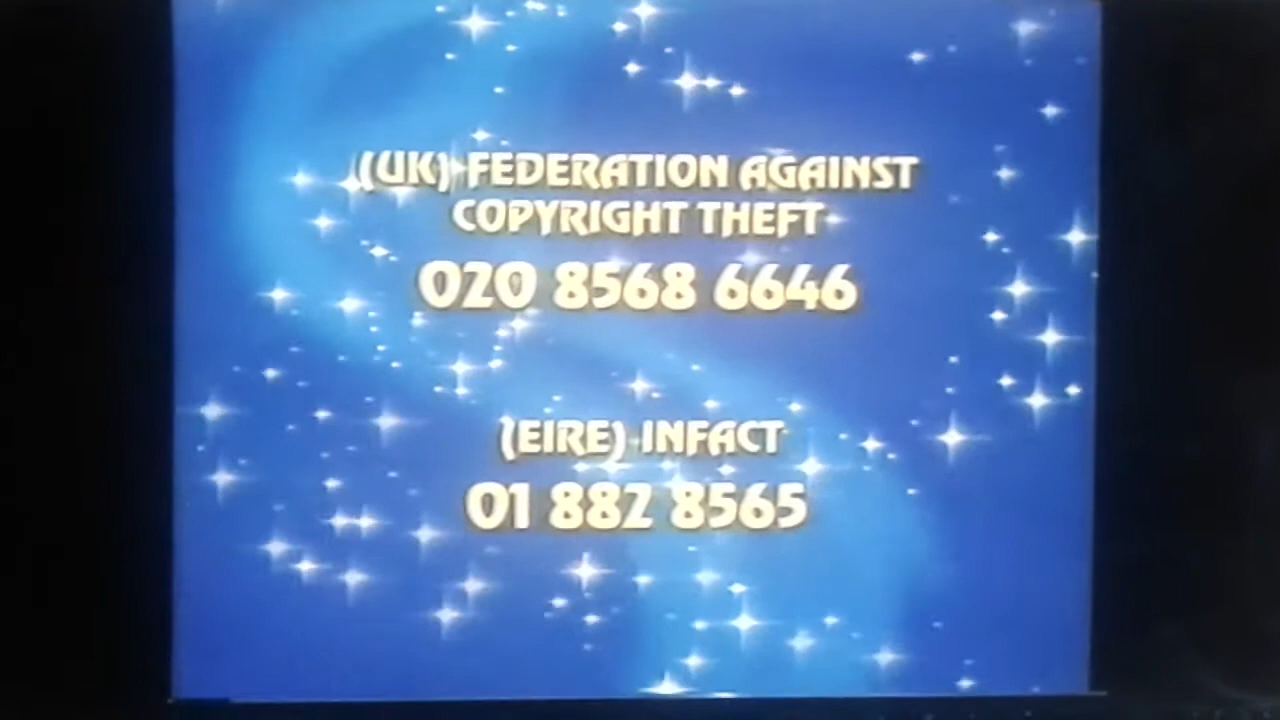 (UK) FEDERATION AGAINST
COPYRIGHT THEFT
020 8568 6646
(EIRE) INFACT
01 882 8565